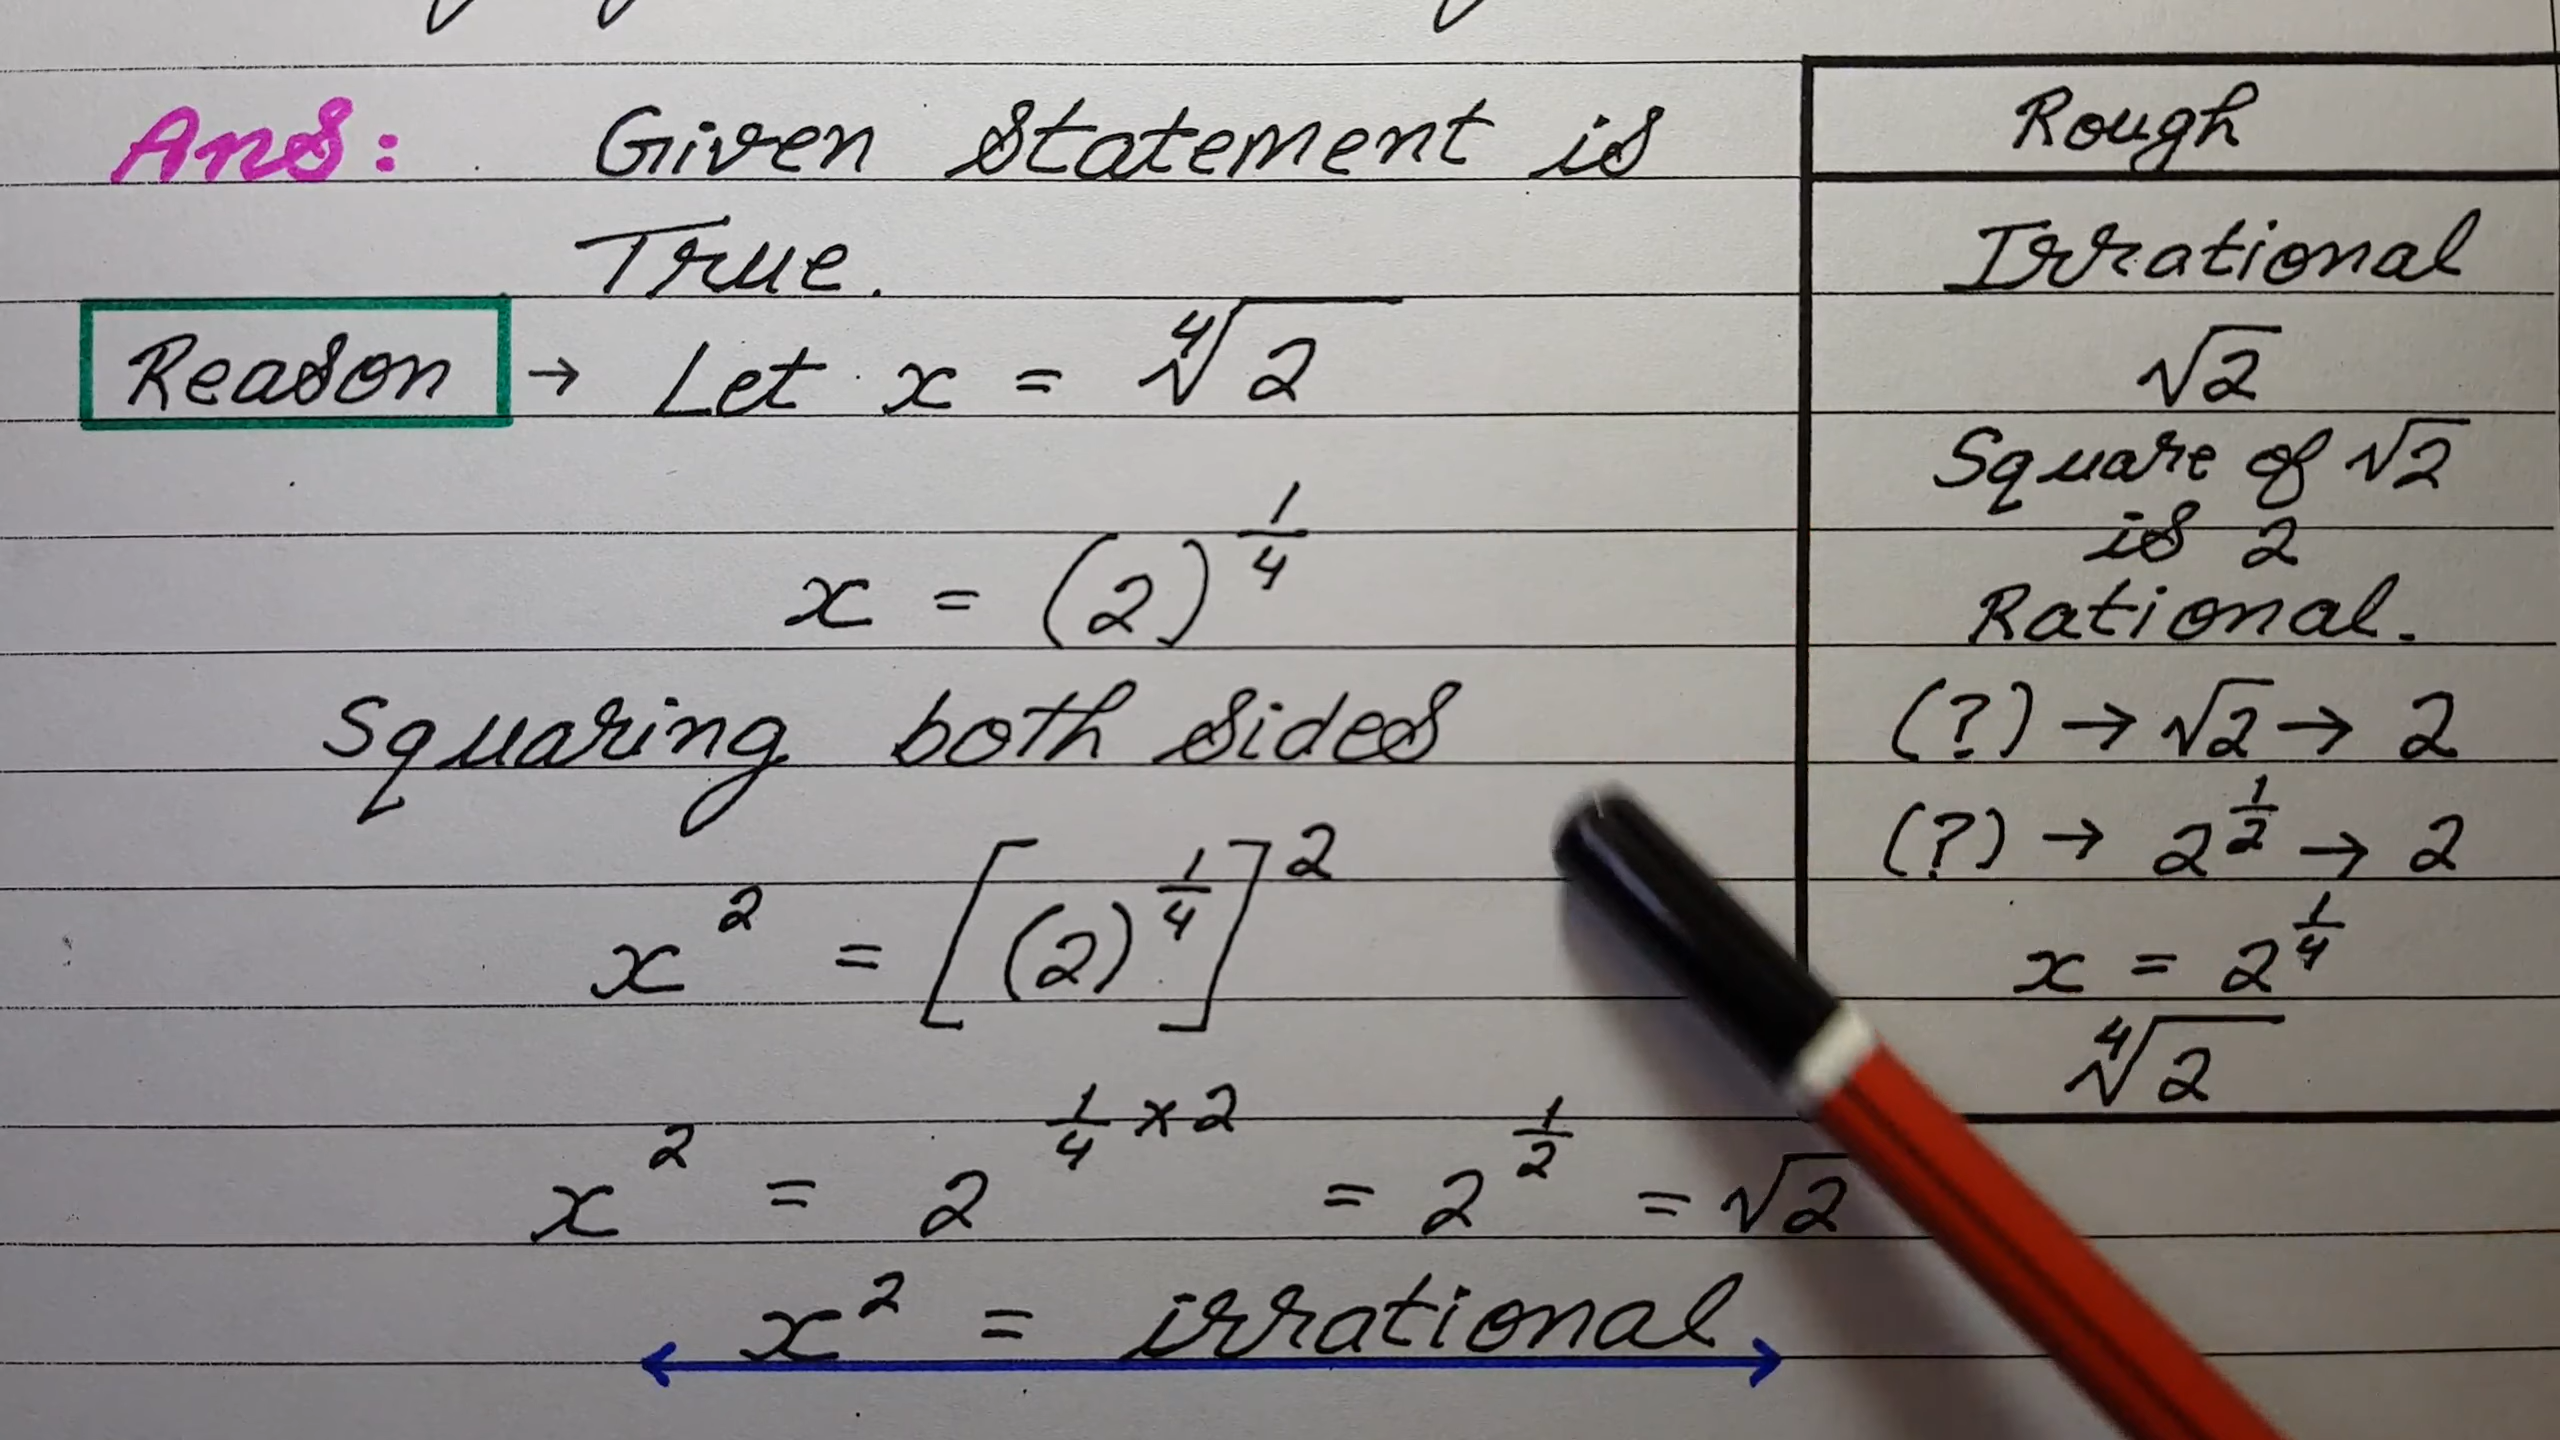 Ans: Given statement is
True.
Reason → Let x = ∜2
x = (2)^(1/4)
Squaring both sides
x² = [(2)^(1/4)]²
x² = 2^(1/4 × 2) = 2^(1/2) = √2
x² = irrational.
Rough
Irrational
√2
Square of √2
is 2
Rational.
(?) → √2 → 2
(?) → 2^(1/2) → 2
x = 2^(1/4)
∜2